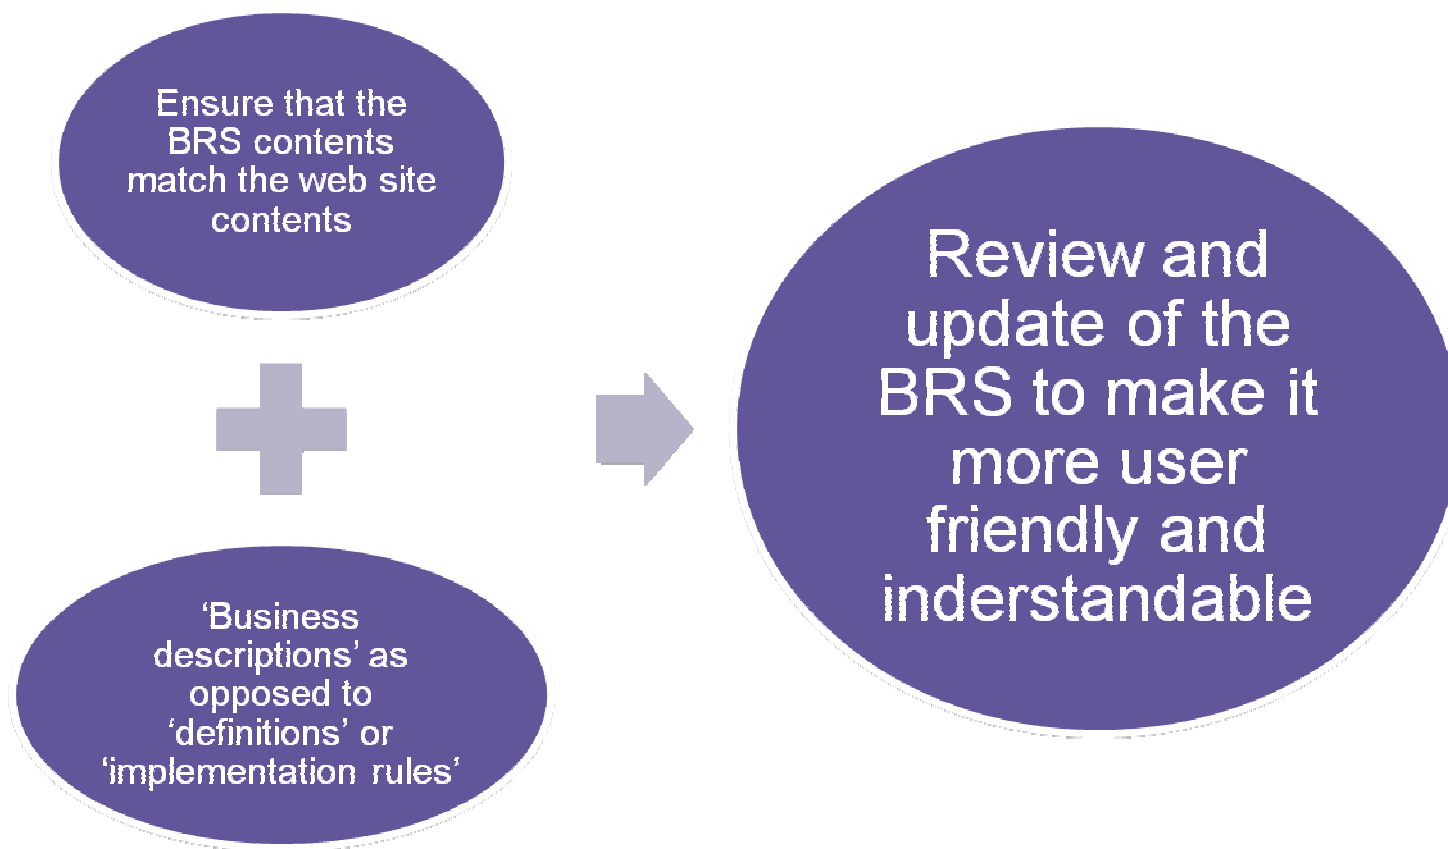 Ensure that the
BRS contents
match the web site
contents
‘Business
descriptions’ as
opposed to
‘definitions’ or
‘implementation rules’
Review and
update of the
BRS to make it
more user
friendly and
inderstandable